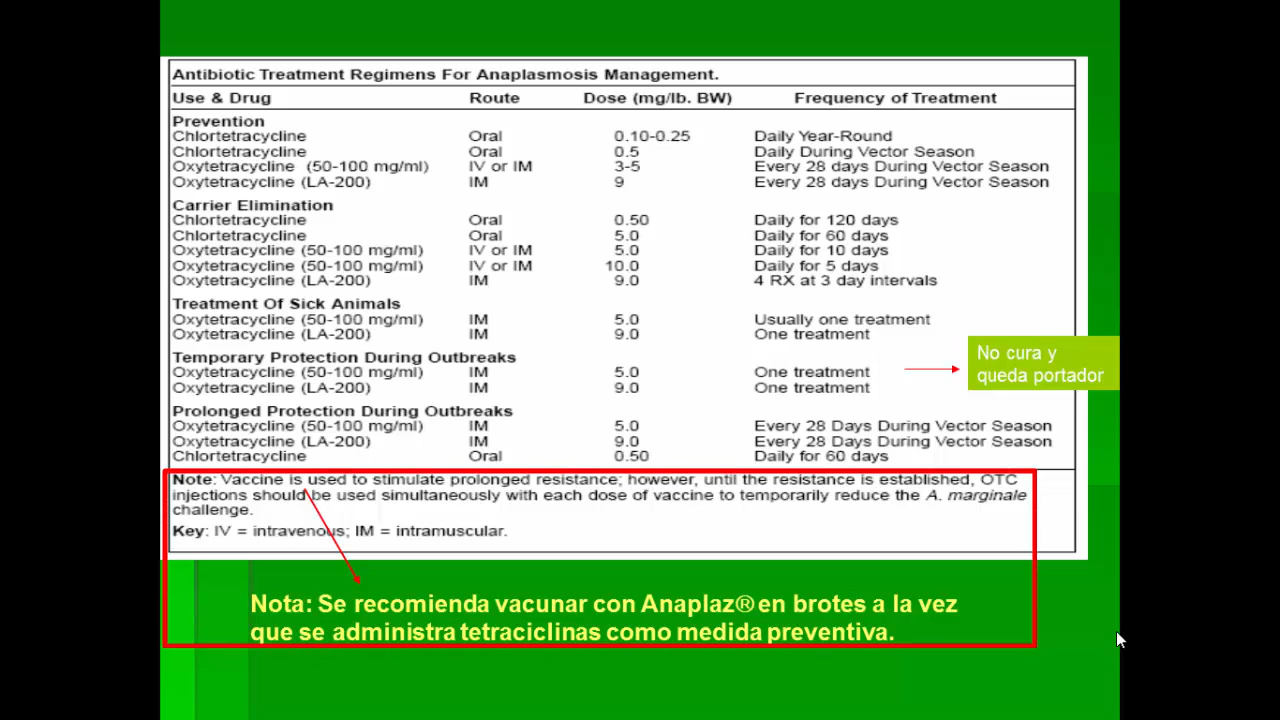 Antibiotic Treatment Regimens For Anaplasmosis Management.
Use & Drug Route Dose (mg/lb. BW) Frequency of Treatment
Prevention
Chlortetracycline Oral 0.10-0.25 Daily Year-Round
Chlortetracycline Oral 0.5 Daily During Vector Season
Oxytetracycline (50-100 mg/ml) IV or IM 3-5 Every 28 days During Vector Season
Oxytetracycline (LA-200) IM 9 Every 28 days During Vector Season
Carrier Elimination
Chlortetracycline Oral 0.50 Daily for 120 days
Chlortetracycline Oral 5.0 Daily for 60 days
Oxytetracycline (50-100 mg/ml) IV or IM 5.0 Daily for 10 days
Oxytetracycline (50-100 mg/ml) IV or IM 10.0 Daily for 5 days
Oxytetracycline (LA-200) IM 9.0 4 RX at 3 day intervals
Treatment Of Sick Animals
Oxytetracycline (50-100 mg/ml) IM 5.0 Usually one treatment
Oxytetracycline (LA-200) IM 9.0 One treatment
Temporary Protection During Outbreaks
Oxytetracycline (50-100 mg/ml) IM 5.0 One treatment
Oxytetracycline (LA-200) IM 9.0 One treatment
No cura y
queda portador
Prolonged Protection During Outbreaks
Oxytetracycline (50-100 mg/ml) IM 5.0 Every 28 Days During Vector Season
Oxytetracycline (LA-200) IM 9.0 Every 28 Days During Vector Season
Chlortetracycline Oral 0.50 Daily for 60 days
Note: Vaccine is used to stimulate prolonged resistance; however, until the resistance is established, OTC
injections should be used simultaneously with each dose of vaccine to temporarily reduce the A. marginale
challenge.
Key: IV = intravenous; IM = intramuscular.
Nota: Se recomienda vacunar con Anaplaz® en brotes a la vez
que se administra tetraciclinas como medida preventiva.